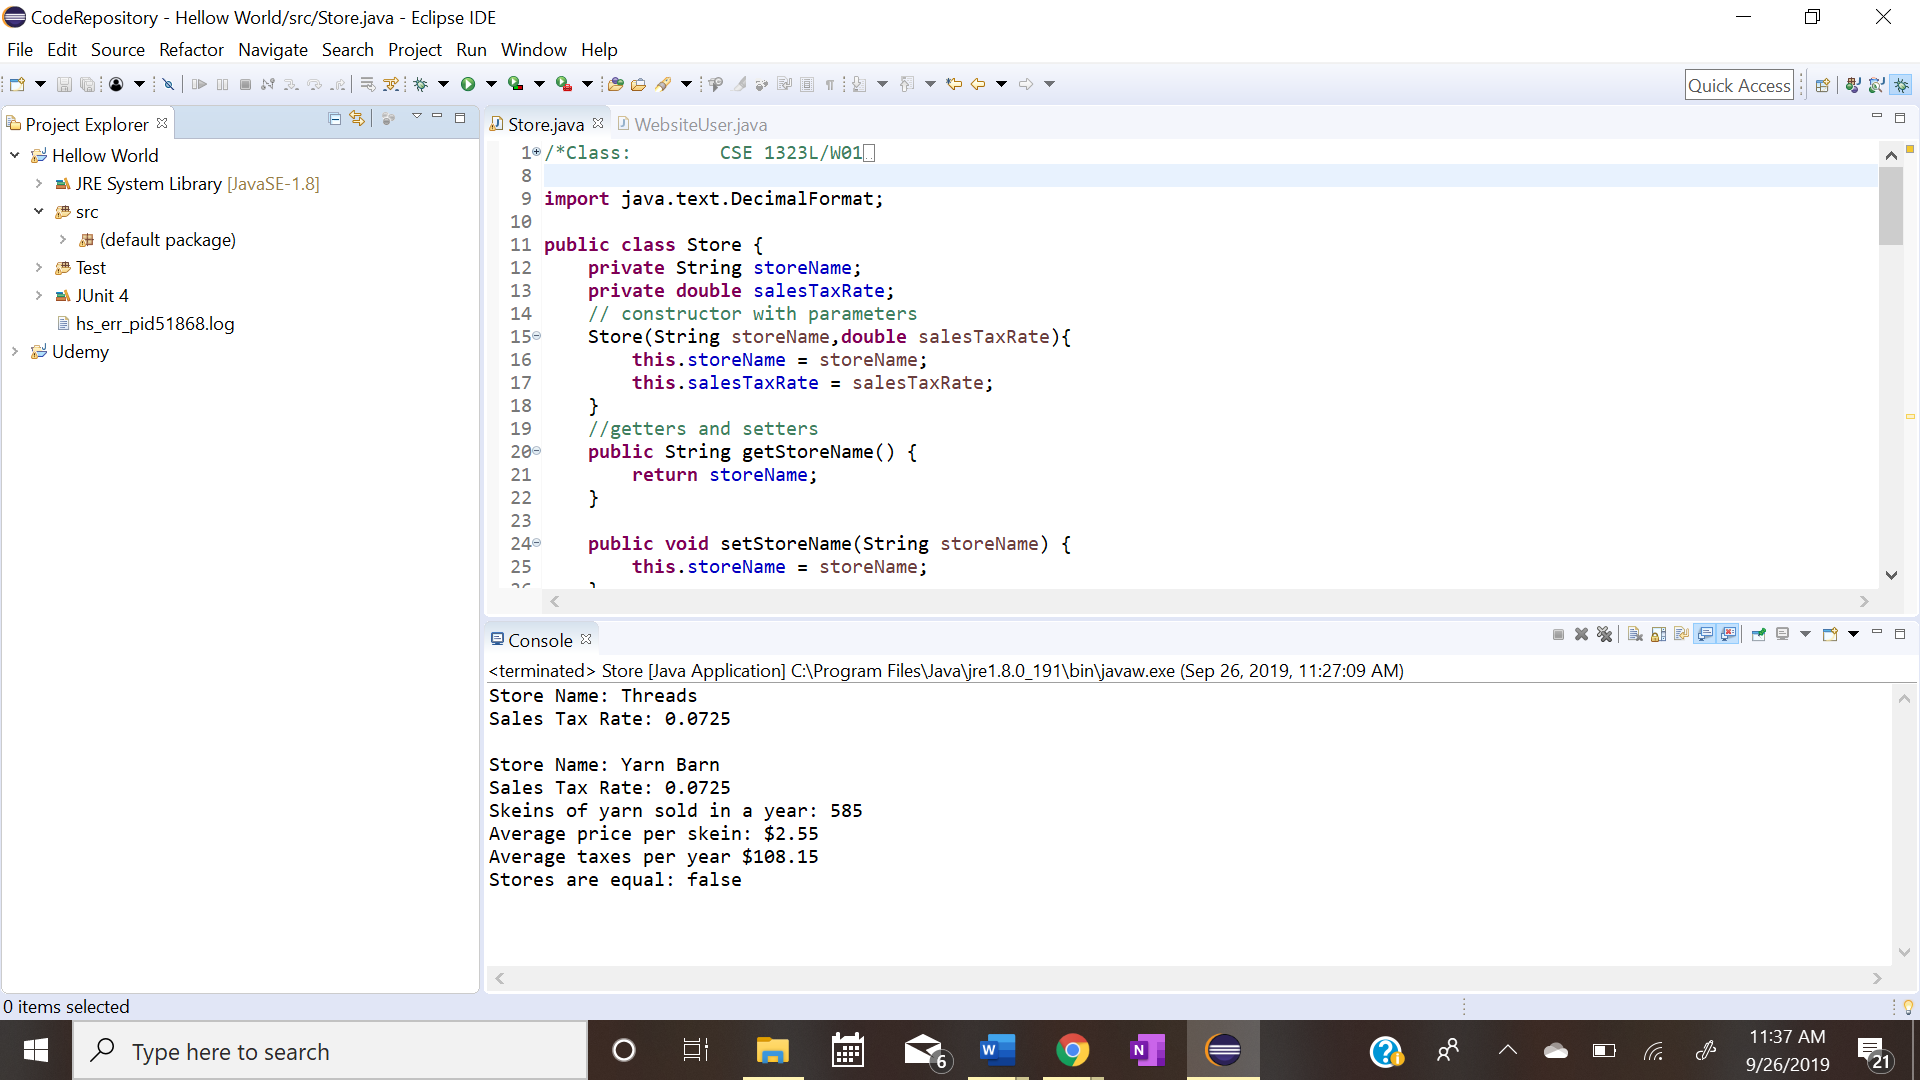 CodeRepository - Hellow World/src/Store.java - Eclipse IDE
File Edit Source Refactor Navigate Search Project Run Window Help
Quick Access
Project Explorer
Hellow World
JRE System Library [JavaSE-1.8]
src
(default package)
Test
JUnit 4
hs_err_pid51868.log
Udemy
Store.java WebsiteUser.java
1 /*Class: CSE 1323L/W01
8
9 import java.text.DecimalFormat;
10
11 public class Store {
12 private String storeName;
13 private double salesTaxRate;
14 // constructor with parameters
15 Store(String storeName,double salesTaxRate){
16 this.storeName = storeName;
17 this.salesTaxRate = salesTaxRate;
18 }
19 //getters and setters
20 public String getStoreName() {
21 return storeName;
22 }
23
24 public void setStoreName(String storeName) {
25 this.storeName = storeName;
Console
<terminated> Store [Java Application] C:\Program Files\Java\jre1.8.0_191\bin\javaw.exe (Sep 26, 2019, 11:27:09 AM)
Store Name: Threads
Sales Tax Rate: 0.0725
Store Name: Yarn Barn
Sales Tax Rate: 0.0725
Skeins of yarn sold in a year: 585
Average price per skein: $2.55
Average taxes per year $108.15
Stores are equal: false
0 items selected
Type here to search
6
W
N
11:37 AM
9/26/2019
21